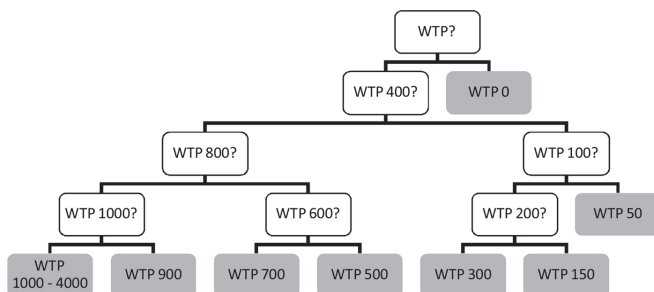 WTP?
WTP 400?
WTP 0
WTP 800?
WTP 100?
WTP 1000?
WTP 600?
WTP 200?
WTP 50
WTP
1000 - 4000
WTP 900
WTP 700
WTP 500
WTP 300
WTP 150